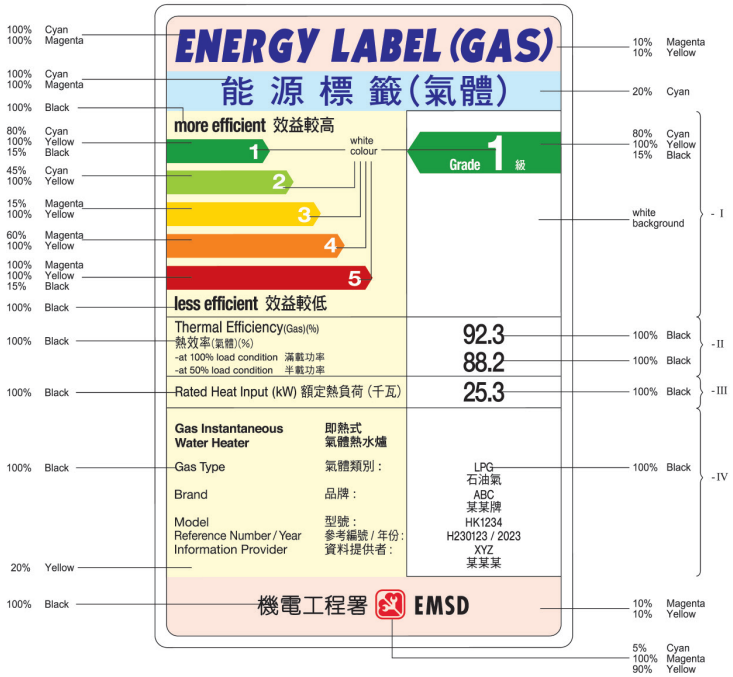 ENERGY LABEL (GAS)
能源標籤(氣體)
more efficient 效益較高
1
2
3
4
5
less efficient 效益較低
white
colour
1
Grade 級
Thermal Efficiency(Gas)(%)
熱效率(氣體)(%)
-at 100% load condition 滿載功率
-at 50% load condition 半載功率
92.3
88.2
Rated Heat Input (kW) 額定熱負荷 (千瓦) 25.3
Gas Instantaneous 即熱式
Water Heater 氣體熱水爐
Gas Type 氣體類別 : LPG
石油氣
Brand 品牌 : ABC
某某牌
Model 型號 : HK1234
Reference Number / Year 參考編號 / 年份 : H230123 / 2023
Information Provider 資料提供者 : XYZ
某某某
機電工程署 EMSD
100% Cyan
100% Magenta
100% Cyan
100% Magenta
100% Black
80% Cyan
100% Yellow
15% Black
45% Cyan
100% Yellow
15% Magenta
100% Yellow
60% Magenta
100% Yellow
100% Magenta
100% Yellow
15% Black
100% Black
100% Black
100% Black
100% Black
20% Yellow
100% Black
10% Magenta
10% Yellow
20% Cyan
80% Cyan
100% Yellow
15% Black
white
background
- I
100% Black
100% Black
-II
100% Black
-III
100% Black
-IV
10% Magenta
10% Yellow
5% Cyan
100% Magenta
90% Yellow